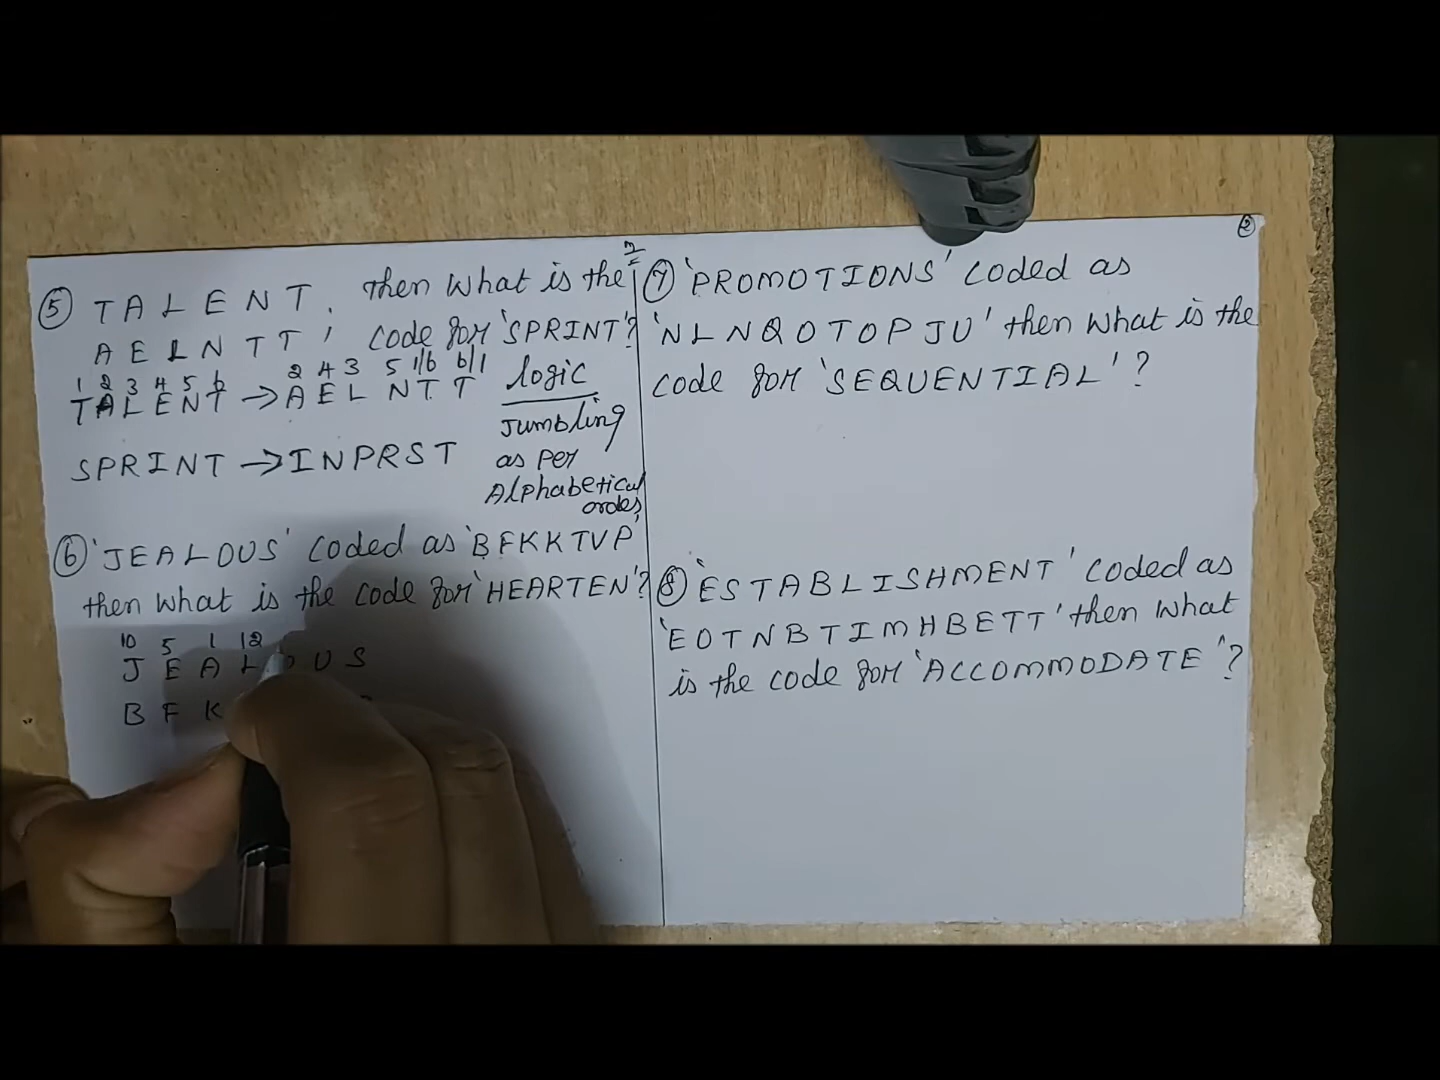 ⑤ TALENT. then what is the
AELNTT' code for 'SPRINT'?
1 2 3 4 5 6 2 4 3 5 1/6 6/1
TALENT → AELNTT
SPRINT → INPRST
logic
Jumbling
as per
Alphabetical
order
⑥ 'JEALOUS' coded as 'BFKKTVP'
then what is the code for 'HEARTEN'?
10 5 1 12
J E A L O U S
B F K
②
⑦ 'PROMOTIONS' coded as
'NLNQOTOPJU' then what is the
code for 'SEQUENTIAL'?
⑧ 'ESTABLISHMENT' coded as
'EOTNBTIMHBETT' then what
is the code for 'ACCOMMODATE'?